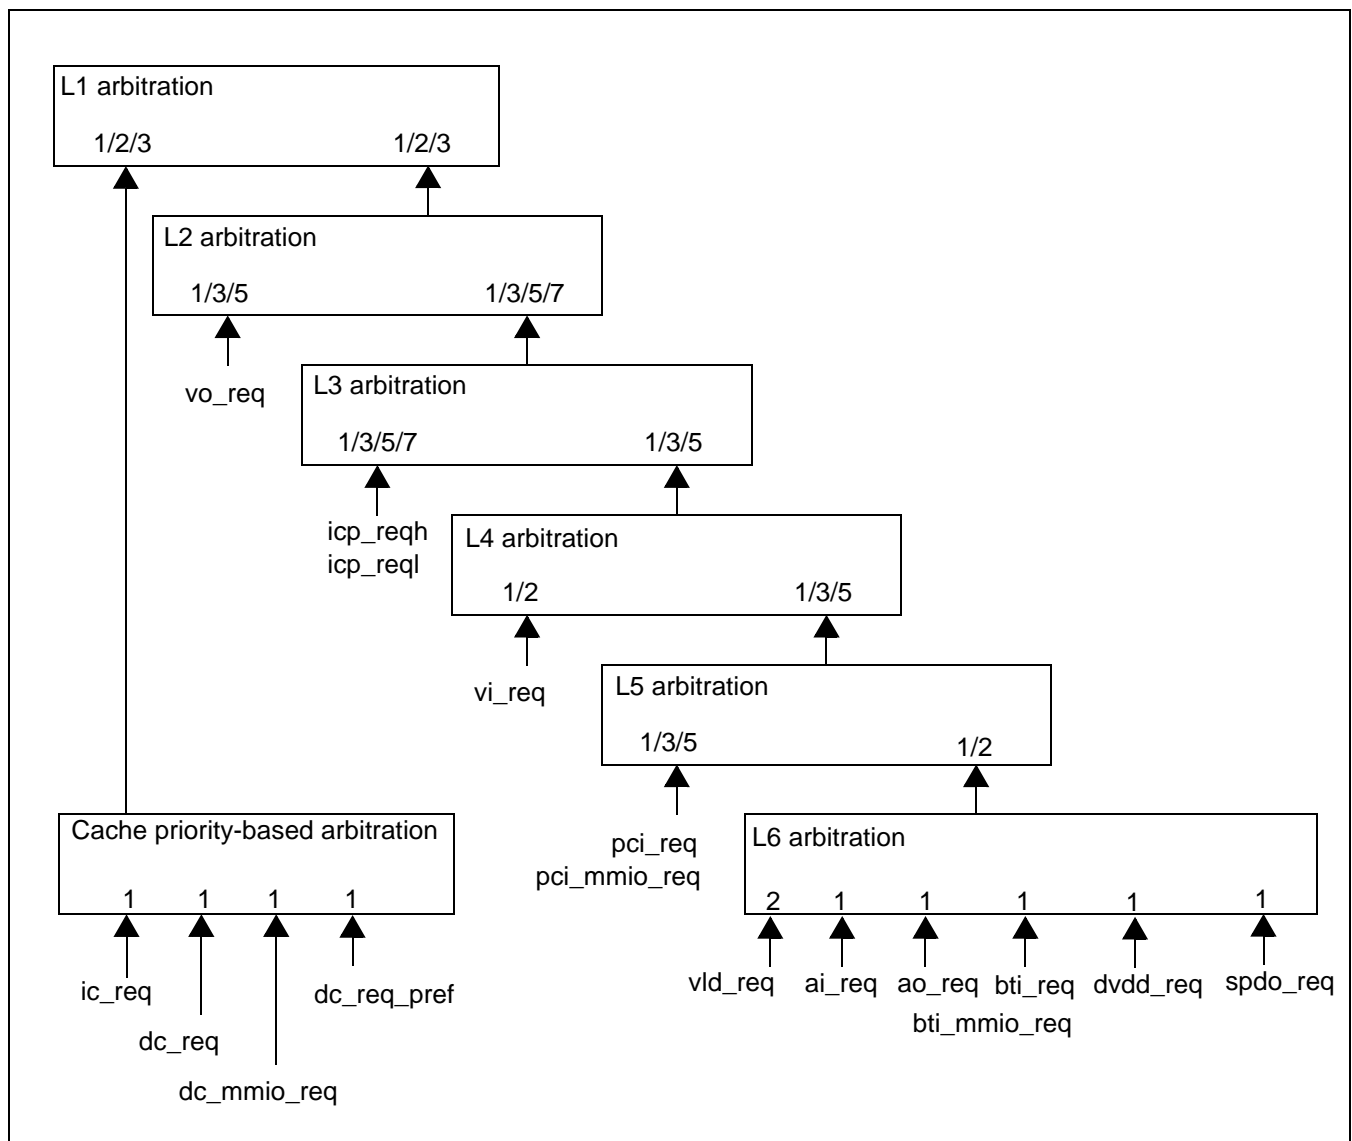 L1 arbitration
1/2/3 1/2/3
L2 arbitration
1/3/5 1/3/5/7
vo_req
L3 arbitration
1/3/5/7 1/3/5
icp_reqh
icp_reql
L4 arbitration
1/2 1/3/5
vi_req
L5 arbitration
1/3/5 1/2
pci_req
pci_mmio_req
Cache priority-based arbitration
1 1 1 1
ic_req
dc_req_pref
dc_req
dc_mmio_req
L6 arbitration
2 1 1 1 1 1
vld_req ai_req ao_req bti_req dvdd_req spdo_req
bti_mmio_req